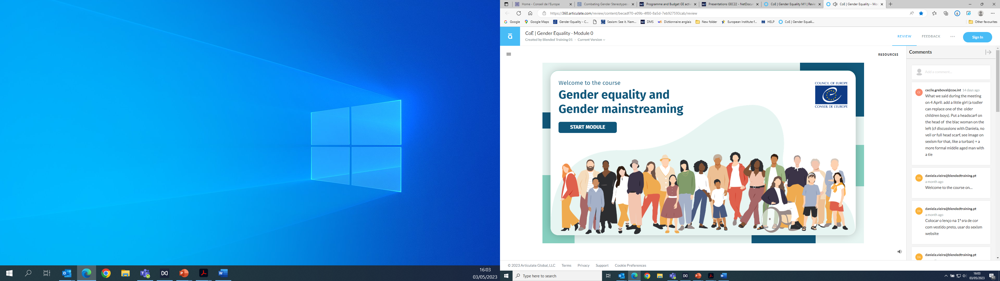 16:03
03/05/2023
Home - Conseil de l'Europe
Combating Gender Stereotypes
Programme and Budget GE activ
Presentations GEC22 - NetDocun
CoE | Gender Equality M1 | Revie
CoE | Gender Equality - Mod
https://360.articulate.com/review/content/becadf70-e09b-4f80-8a5d-7eb927593cab/review
Google
Google Maps
Gender Equality - C...
Sexism: See it. Nam...
DMS
Dictionnaire anglais
New folder
European Institute f...
HELP
CoE | Gender Equali...
Other favourites
CoE | Gender Equality - Module 0
Created by Blended Training 01 · Current Version
REVIEW
FEEDBACK
Sign In
RESOURCES
Welcome to the course
Gender equality and
Gender mainstreaming
START MODULE
COUNCIL OF EUROPE
CONSEIL DE L'EUROPE
Comments
Add a comment...
CE
cecile.greboval@coe.int 14 days ago
What we said during the meeting
on 4 April: add a little girl (a todler
can replace one of the older
children boys). Put a headscarf on
the head of the blac woman on the
left (cf discussions with Daniela, no
veil or full head scarf, see image on
sexism for that, like a turban) + a
more formal middle aged man with
a tie
DA
daniela.vieira@blendedtraining.pt
a month ago
Welcome to the course on...
DA
daniela.vieira@blendedtraining.pt
a month ago
Colocar o lenço na 1ª sra de cor
com vestido preto, usar do sexism
website
DA
daniela.vieira@blendedtraining.pt
© 2023 Articulate Global, LLC
Terms
Privacy
Support
Cookie Preferences
Type here to search
16:03
03/05/2023